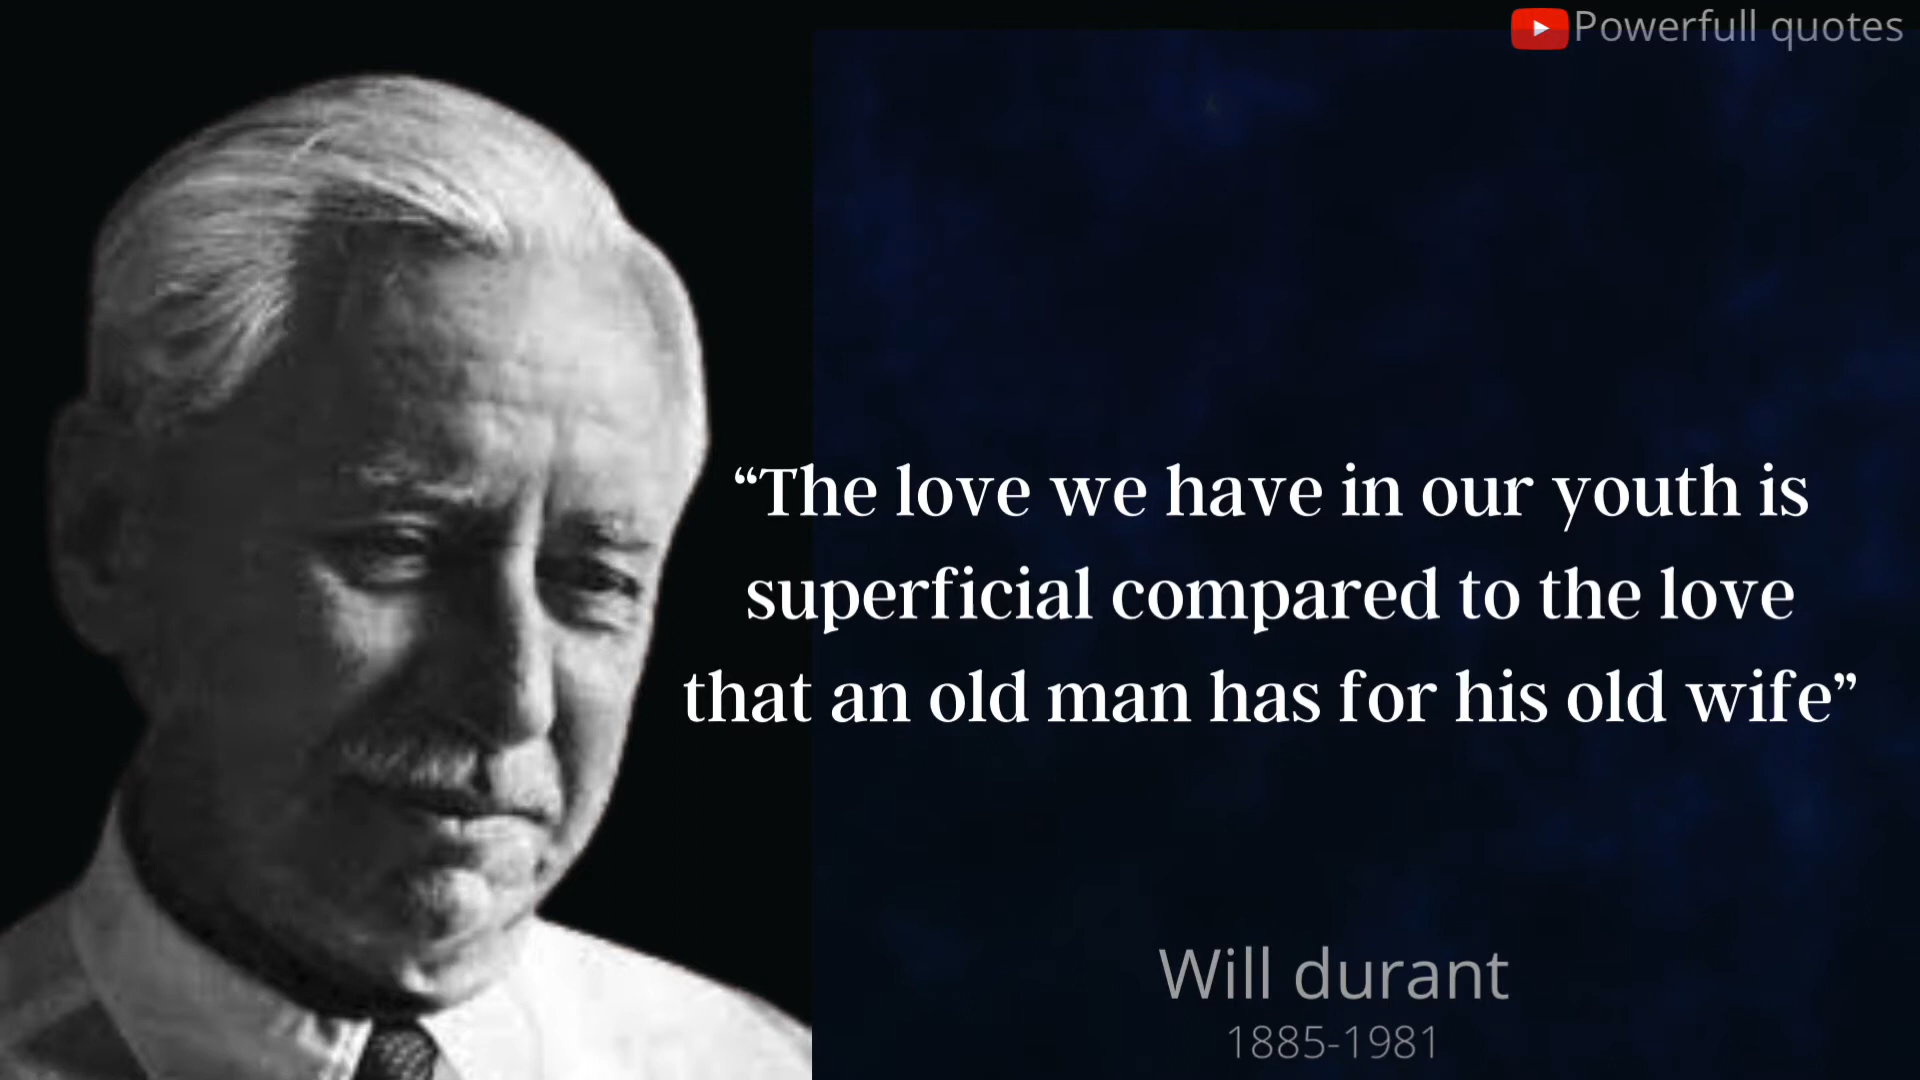 Powerfull quotes
“The love we have in our youth is
superficial compared to the love
that an old man has for his old wife”
Will durant
1885-1981